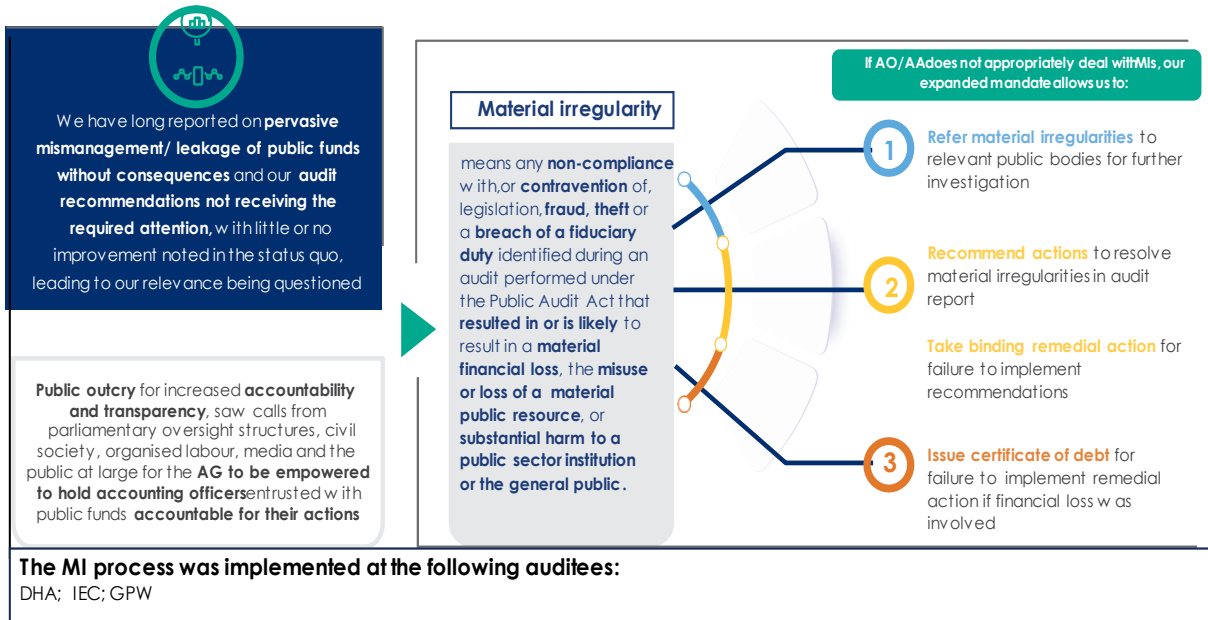 We have long reported on pervasive
mismanagement/ leakage of public funds
without consequences and our audit
recommendations not receiving the
required attention, with little or no
improvement noted in the status quo,
leading to our relevance being questioned
Public outcry for increased accountability
and transparency, saw calls from
parliamentary oversight structures, civil
society, organised labour, media and the
public at large for the AG to be empowered
to hold accounting officersentrusted with
public funds accountable for their actions
Material irregularity
means any non-compliance
with,or contravention of,
legislation, fraud, theft or
a breach of a fiduciary
duty identified during an
audit performed under
the Public Audit Act that
resulted in or is likely to
result in a material
financial loss, the misuse
or loss of a material
public resource, or
substantial harm to a
public sector institution
or the general public.
If AO/AAdoes not appropriately deal withMIs, our
expanded mandate allows us to:
1
Refer material irregularities to
relevant public bodies for further
investigation
2
Recommend actions to resolve
material irregularities in audit
report
Take binding remedial action for
failure to implement
recommendations
3
Issue certificate of debt for
failure to implement remedial
action if financial loss was
involved
The MI process was implemented at the following auditees:
DHA; IEC; GPW